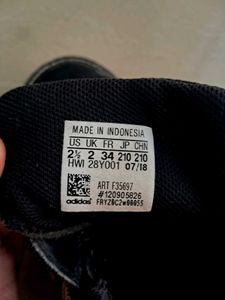 MADE IN INDONESIA
US UK FR JP CHN
2½ 2 34 210 210
HWI 28Y001 07/18
ART F35697
#120905826
adidas